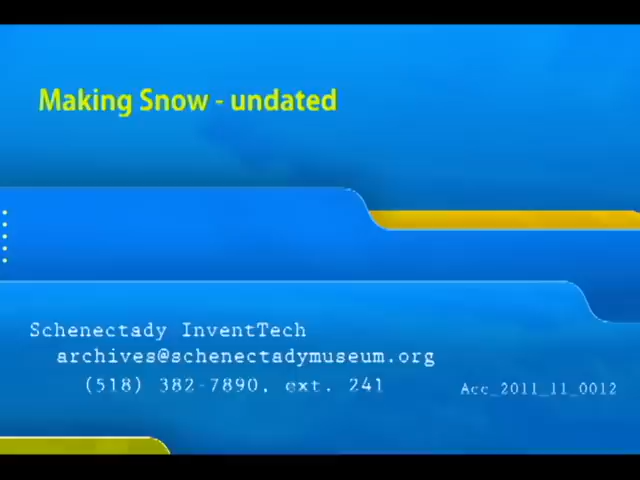 Making Snow - undated
Schenectady InventTech
archives@schenectadymuseum.org
(518) 382-7890, ext. 241
Acc_2011_11_0012